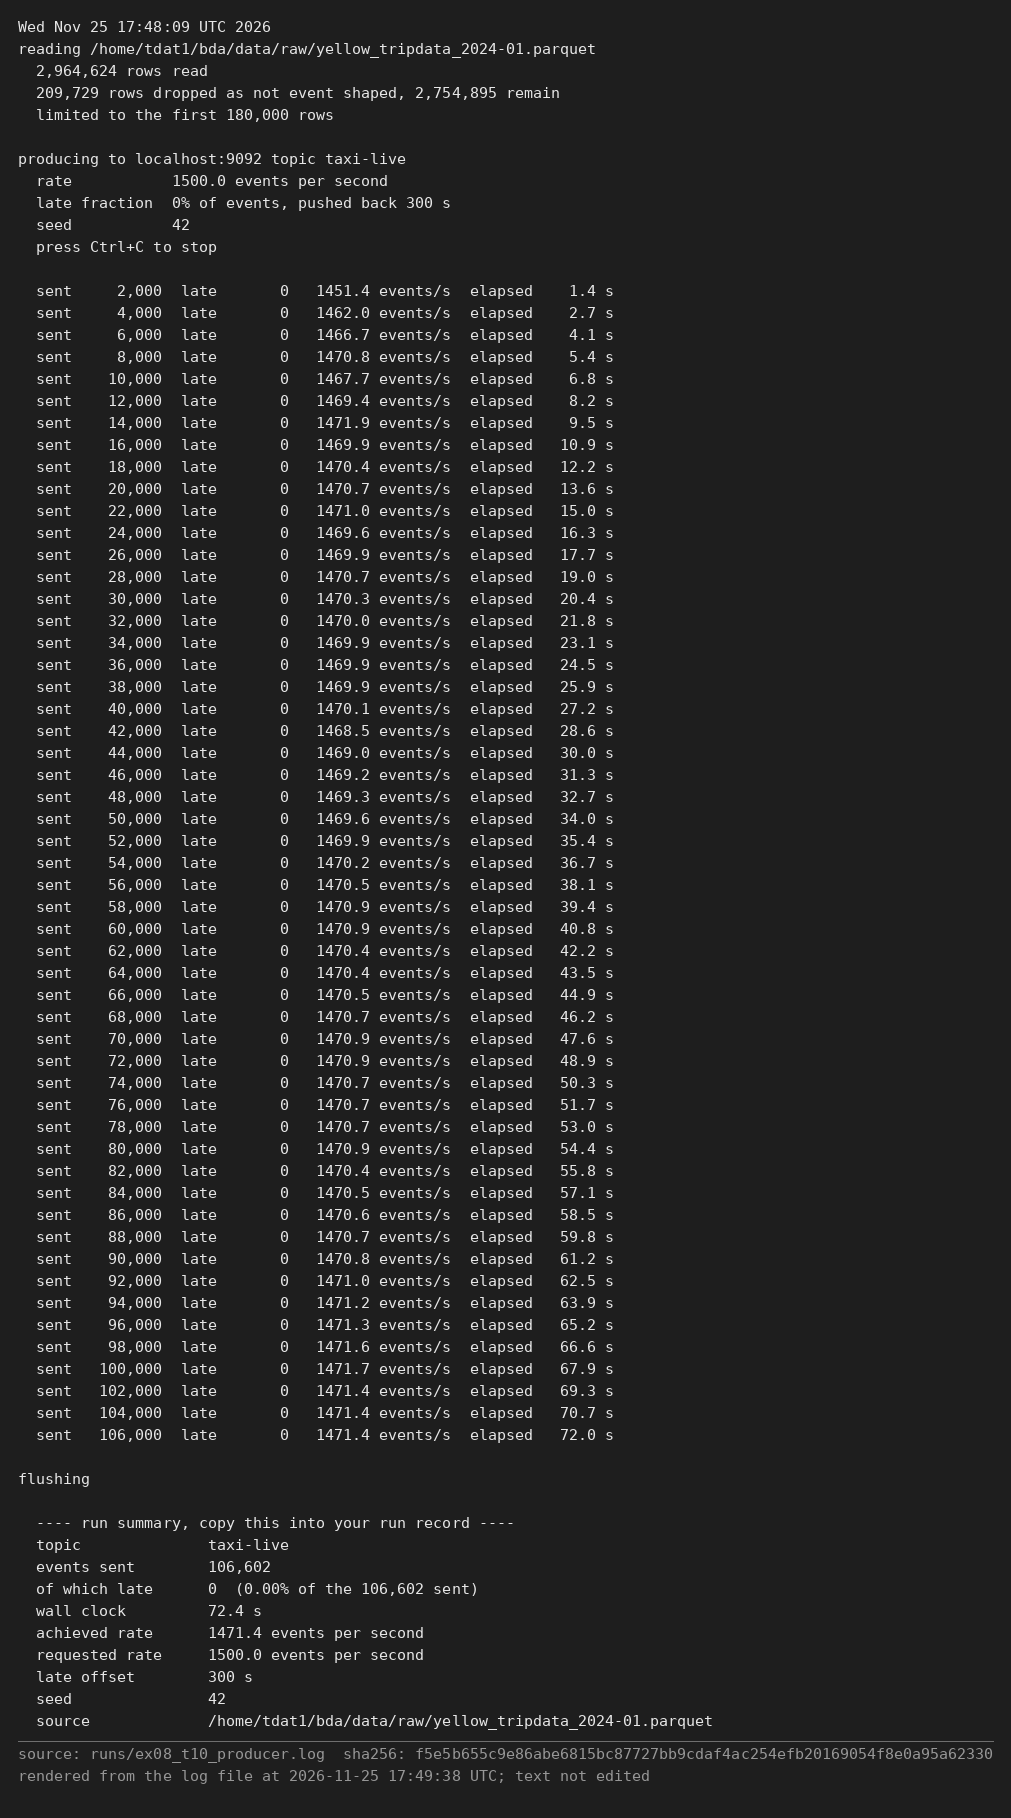 Wed Nov 25 17:48:09 UTC 2026
reading /home/tdat1/bda/data/raw/yellow_tripdata_2024-01.parquet
  2,964,624 rows read
  209,729 rows dropped as not event shaped, 2,754,895 remain
  limited to the first 180,000 rows

producing to localhost:9092 topic taxi-live
  rate           1500.0 events per second
  late fraction  0% of events, pushed back 300 s
  seed           42
  press Ctrl+C to stop

  sent     2,000  late       0   1451.4 events/s  elapsed    1.4 s
  sent     4,000  late       0   1462.0 events/s  elapsed    2.7 s
  sent     6,000  late       0   1466.7 events/s  elapsed    4.1 s
  sent     8,000  late       0   1470.8 events/s  elapsed    5.4 s
  sent    10,000  late       0   1467.7 events/s  elapsed    6.8 s
  sent    12,000  late       0   1469.4 events/s  elapsed    8.2 s
  sent    14,000  late       0   1471.9 events/s  elapsed    9.5 s
  sent    16,000  late       0   1469.9 events/s  elapsed   10.9 s
  sent    18,000  late       0   1470.4 events/s  elapsed   12.2 s
  sent    20,000  late       0   1470.7 events/s  elapsed   13.6 s
  sent    22,000  late       0   1471.0 events/s  elapsed   15.0 s
  sent    24,000  late       0   1469.6 events/s  elapsed   16.3 s
  sent    26,000  late       0   1469.9 events/s  elapsed   17.7 s
  sent    28,000  late       0   1470.7 events/s  elapsed   19.0 s
  sent    30,000  late       0   1470.3 events/s  elapsed   20.4 s
  sent    32,000  late       0   1470.0 events/s  elapsed   21.8 s
  sent    34,000  late       0   1469.9 events/s  elapsed   23.1 s
  sent    36,000  late       0   1469.9 events/s  elapsed   24.5 s
  sent    38,000  late       0   1469.9 events/s  elapsed   25.9 s
  sent    40,000  late       0   1470.1 events/s  elapsed   27.2 s
  sent    42,000  late       0   1468.5 events/s  elapsed   28.6 s
  sent    44,000  late       0   1469.0 events/s  elapsed   30.0 s
  sent    46,000  late       0   1469.2 events/s  elapsed   31.3 s
  sent    48,000  late       0   1469.3 events/s  elapsed   32.7 s
  sent    50,000  late       0   1469.6 events/s  elapsed   34.0 s
  sent    52,000  late       0   1469.9 events/s  elapsed   35.4 s
  sent    54,000  late       0   1470.2 events/s  elapsed   36.7 s
  sent    56,000  late       0   1470.5 events/s  elapsed   38.1 s
  sent    58,000  late       0   1470.9 events/s  elapsed   39.4 s
  sent    60,000  late       0   1470.9 events/s  elapsed   40.8 s
  sent    62,000  late       0   1470.4 events/s  elapsed   42.2 s
  sent    64,000  late       0   1470.4 events/s  elapsed   43.5 s
  sent    66,000  late       0   1470.5 events/s  elapsed   44.9 s
  sent    68,000  late       0   1470.7 events/s  elapsed   46.2 s
  sent    70,000  late       0   1470.9 events/s  elapsed   47.6 s
  sent    72,000  late       0   1470.9 events/s  elapsed   48.9 s
  sent    74,000  late       0   1470.7 events/s  elapsed   50.3 s
  sent    76,000  late       0   1470.7 events/s  elapsed   51.7 s
  sent    78,000  late       0   1470.7 events/s  elapsed   53.0 s
  sent    80,000  late       0   1470.9 events/s  elapsed   54.4 s
  sent    82,000  late       0   1470.4 events/s  elapsed   55.8 s
  sent    84,000  late       0   1470.5 events/s  elapsed   57.1 s
  sent    86,000  late       0   1470.6 events/s  elapsed   58.5 s
  sent    88,000  late       0   1470.7 events/s  elapsed   59.8 s
  sent    90,000  late       0   1470.8 events/s  elapsed   61.2 s
  sent    92,000  late       0   1471.0 events/s  elapsed   62.5 s
  sent    94,000  late       0   1471.2 events/s  elapsed   63.9 s
  sent    96,000  late       0   1471.3 events/s  elapsed   65.2 s
  sent    98,000  late       0   1471.6 events/s  elapsed   66.6 s
  sent   100,000  late       0   1471.7 events/s  elapsed   67.9 s
  sent   102,000  late       0   1471.4 events/s  elapsed   69.3 s
  sent   104,000  late       0   1471.4 events/s  elapsed   70.7 s
  sent   106,000  late       0   1471.4 events/s  elapsed   72.0 s

flushing

  ---- run summary, copy this into your run record ----
  topic              taxi-live
  events sent        106,602
  of which late      0  (0.00% of the 106,602 sent)
  wall clock         72.4 s
  achieved rate      1471.4 events per second
  requested rate     1500.0 events per second
  late offset        300 s
  seed               42
  source             /home/tdat1/bda/data/raw/yellow_tripdata_2024-01.parquet
source: runs/ex08_t10_producer.log  sha256: f5e5b655c9e86abe6815bc87727bb9cdaf4ac254efb20169054f8e0a95a62330
rendered from the log file at 2026-11-25 17:49:38 UTC; text not edited